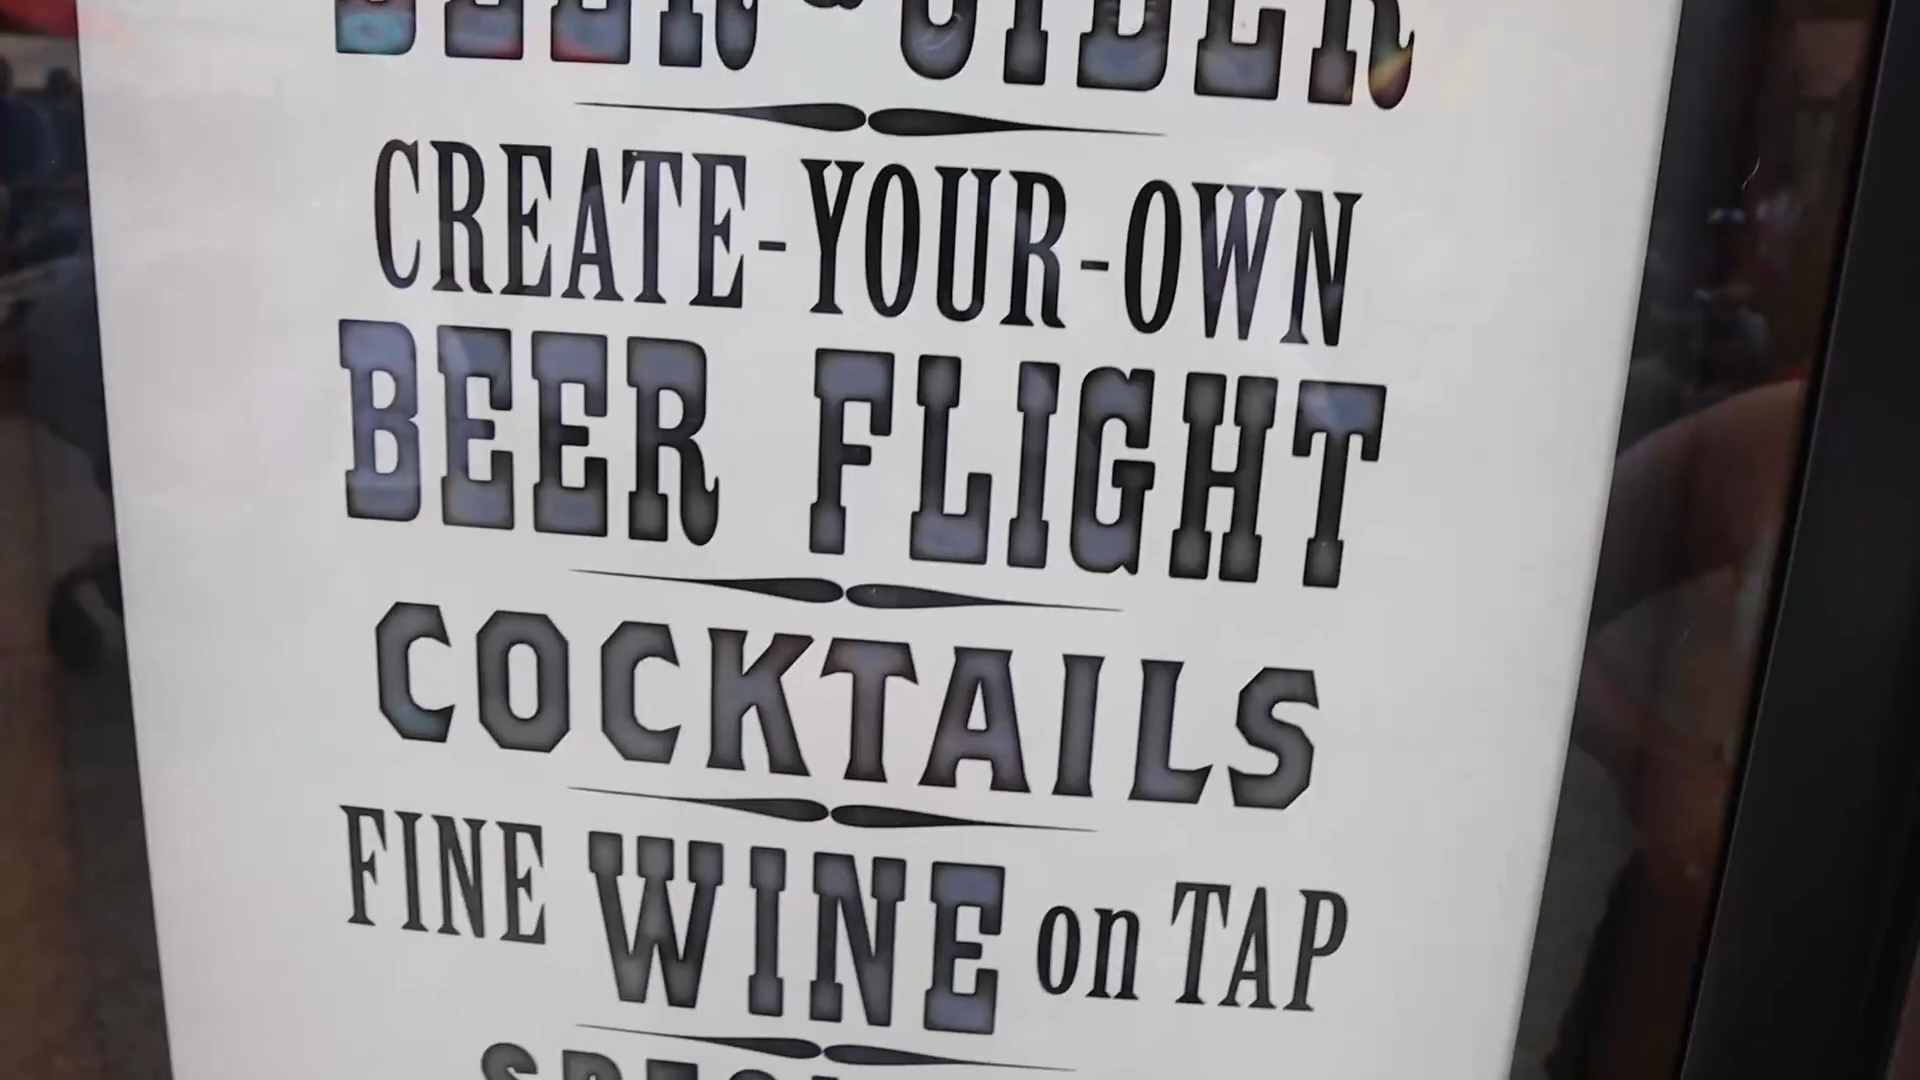 BEER & CIDER
CREATE-YOUR-OWN
BEER FLIGHT
COCKTAILS
FINE WINE on TAP